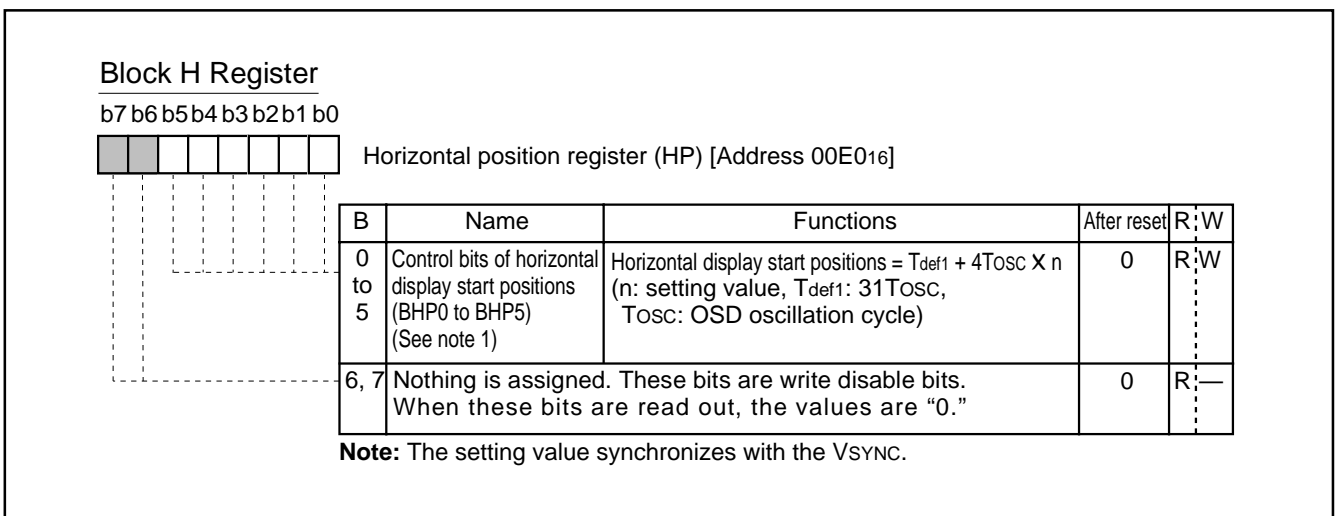 Block H Register
b7 b6 b5 b4 b3 b2 b1 b0
Horizontal position register (HP) [Address 00E016]
B Name Functions After reset R W
0 to 5 Control bits of horizontal display start positions (BHP0 to BHP5) (See note 1) Horizontal display start positions = Tdef1 + 4TOSC X n (n: setting value, Tdef1: 31TOSC, TOSC: OSD oscillation cycle) 0 R W
6, 7 Nothing is assigned. These bits are write disable bits. When these bits are read out, the values are “0.” 0 R —
Note: The setting value synchronizes with the VSYNC.